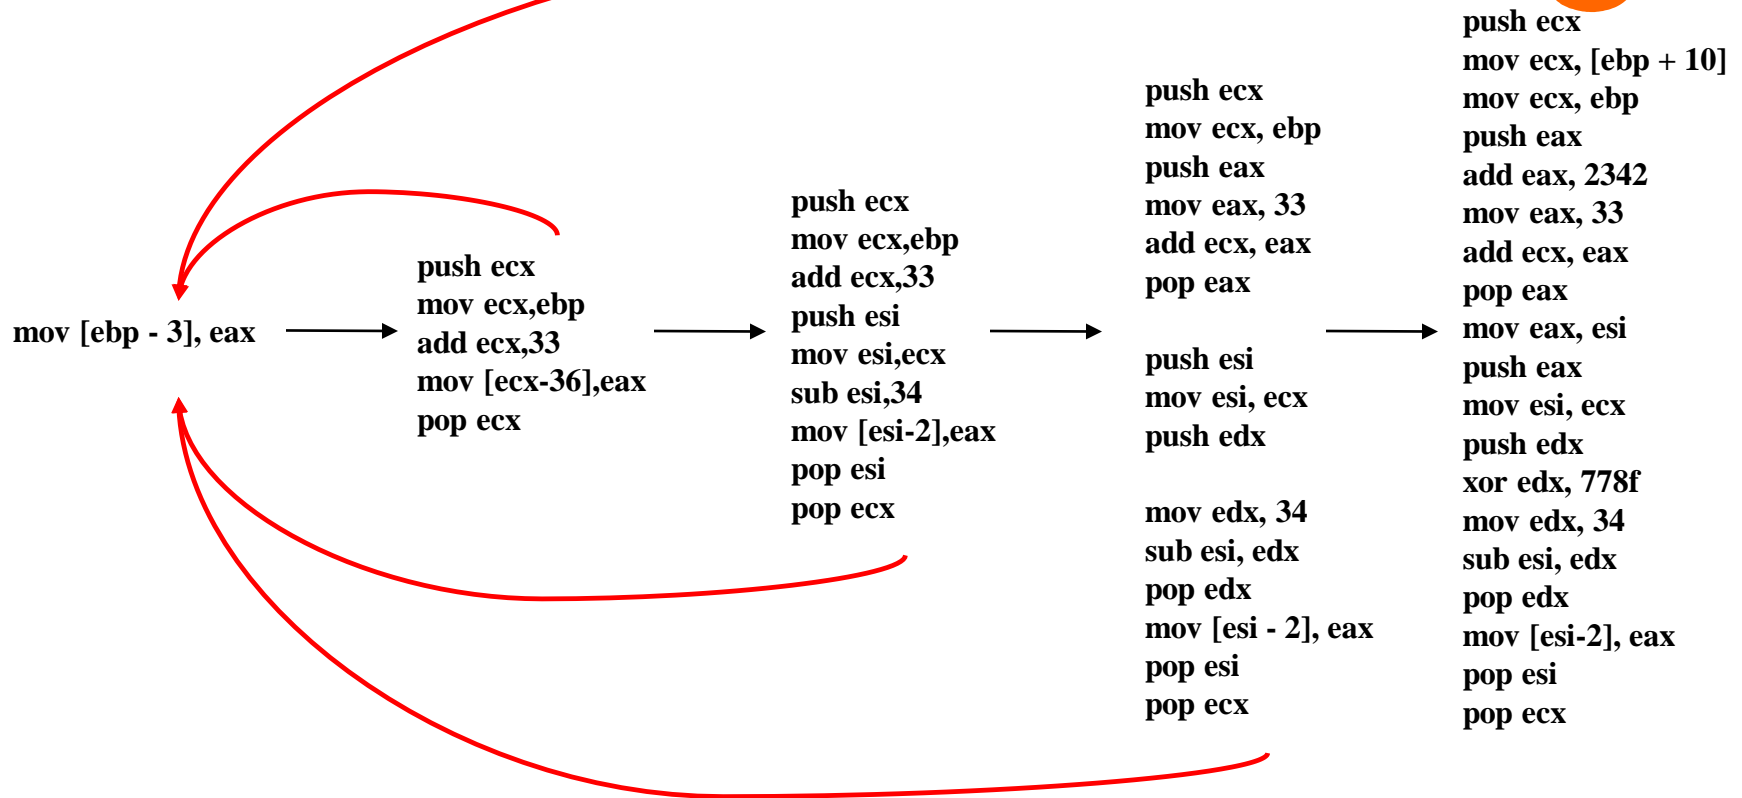 mov [ebp - 3], eax
push ecx
mov ecx,ebp
add ecx,33
mov [ecx-36],eax
pop ecx
push ecx
mov ecx,ebp
add ecx,33
push esi
mov esi,ecx
sub esi,34
mov [esi-2],eax
pop esi
pop ecx
push ecx
mov ecx, ebp
push eax
mov eax, 33
add ecx, eax
pop eax
push esi
mov esi, ecx
push edx
mov edx, 34
sub esi, edx
pop edx
mov [esi - 2], eax
pop esi
pop ecx
push ecx
mov ecx, [ebp + 10]
mov ecx, ebp
push eax
add eax, 2342
mov eax, 33
add ecx, eax
pop eax
mov eax, esi
push eax
mov esi, ecx
push edx
xor edx, 778f
mov edx, 34
sub esi, edx
pop edx
mov [esi-2], eax
pop esi
pop ecx